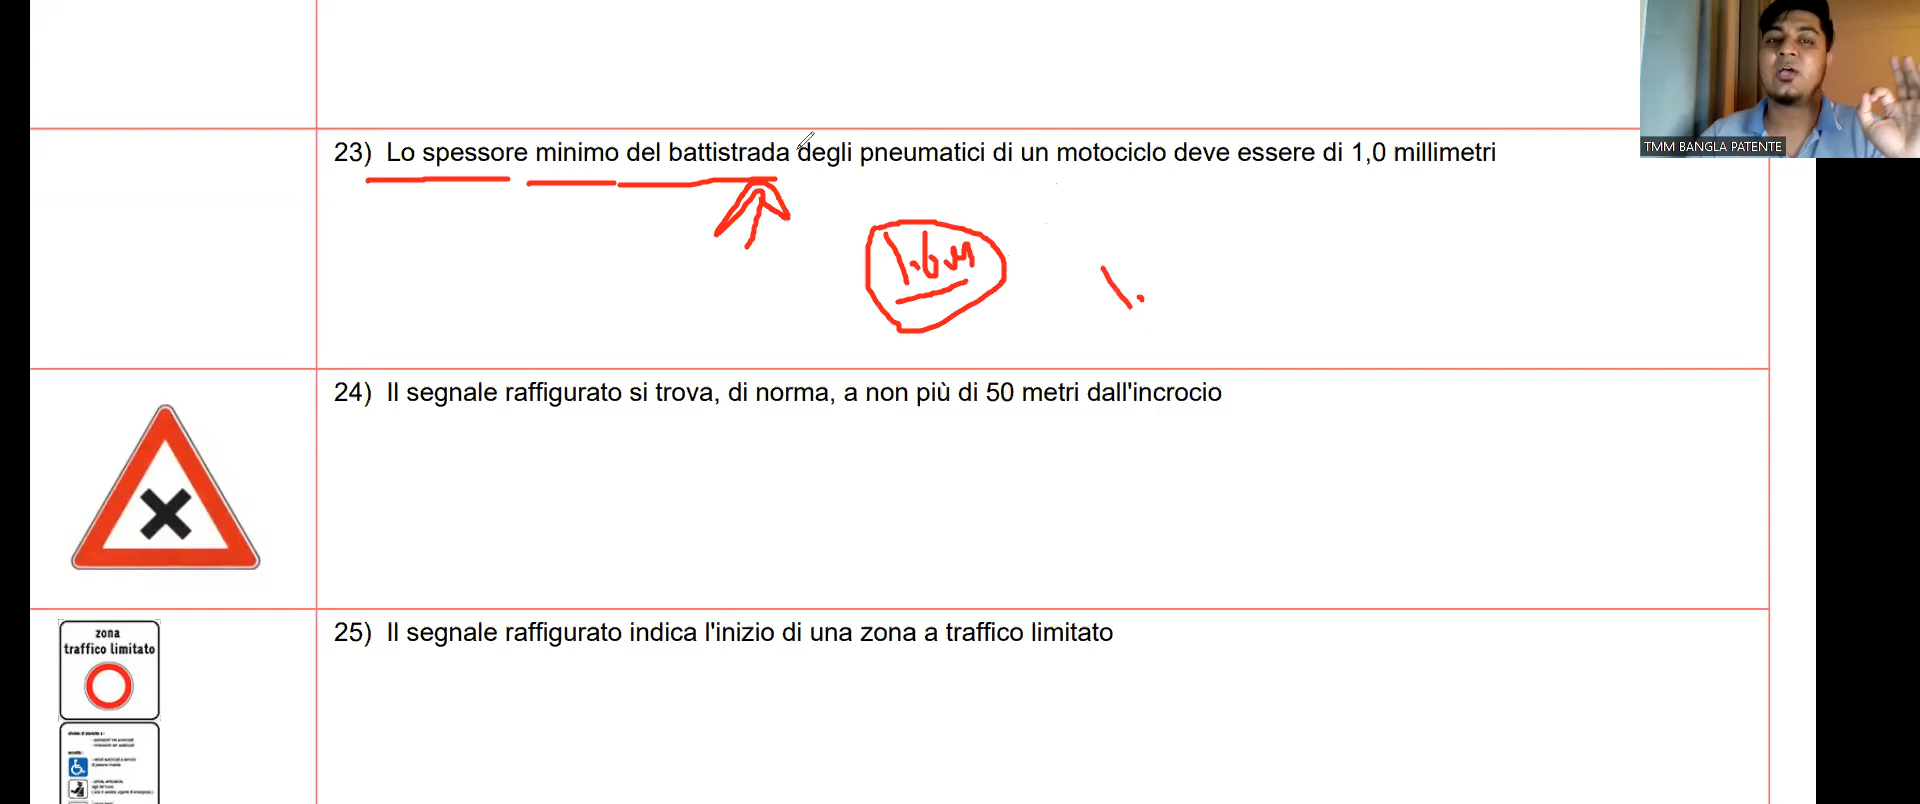 TMM BANGLA PATENTE
23) Lo spessore minimo del battistrada degli pneumatici di un motociclo deve essere di 1,0 millimetri
1.6 M
1.
24) Il segnale raffigurato si trova, di norma, a non più di 50 metri dall'incrocio
25) Il segnale raffigurato indica l'inizio di una zona a traffico limitato
zona
traffico limitato